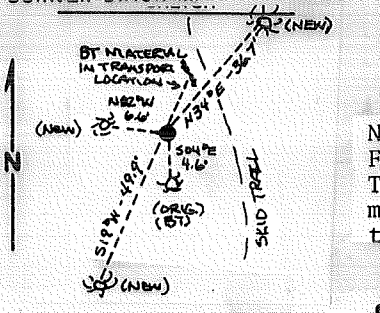 (NEW)
BT MATERIAL
IN TRANSPORT
LOCATION
N34°E 36.7
N82°W
6.6'
(NEW)
S04°E
4.6'
N
(ORIG.)
(BT)
SKID TRAIL
S18°W 49.9'
(NEW)
N
F
T
m
t